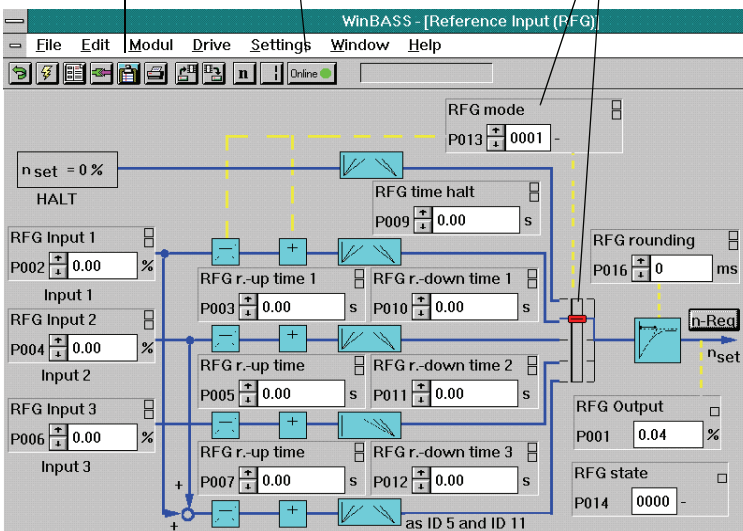 WinBASS - [Reference Input (RFG)]
File Edit Modul Drive Settings Window Help
n Online
RFG mode
P013 0001 -
n set = 0 %
HALT
RFG time halt
P009 0.00 s
RFG Input 1
P002 0.00 %
Input 1
RFG r.-up time 1
P003 0.00 s
RFG r.-down time 1
P010 0.00 s
RFG rounding
P016 0 ms
n-Reg
nset
RFG Input 2
P004 0.00 %
Input 2
RFG r.-up time
P005 0.00 s
RFG r.-down time 2
P011 0.00 s
RFG Input 3
P006 0.00 %
Input 3
RFG r.-up time
P007 0.00 s
RFG r.-down time 3
P012 0.00 s
RFG Output
P001 0.04 %
RFG state
P014 0000 -
+
+
as ID 5 and ID 11